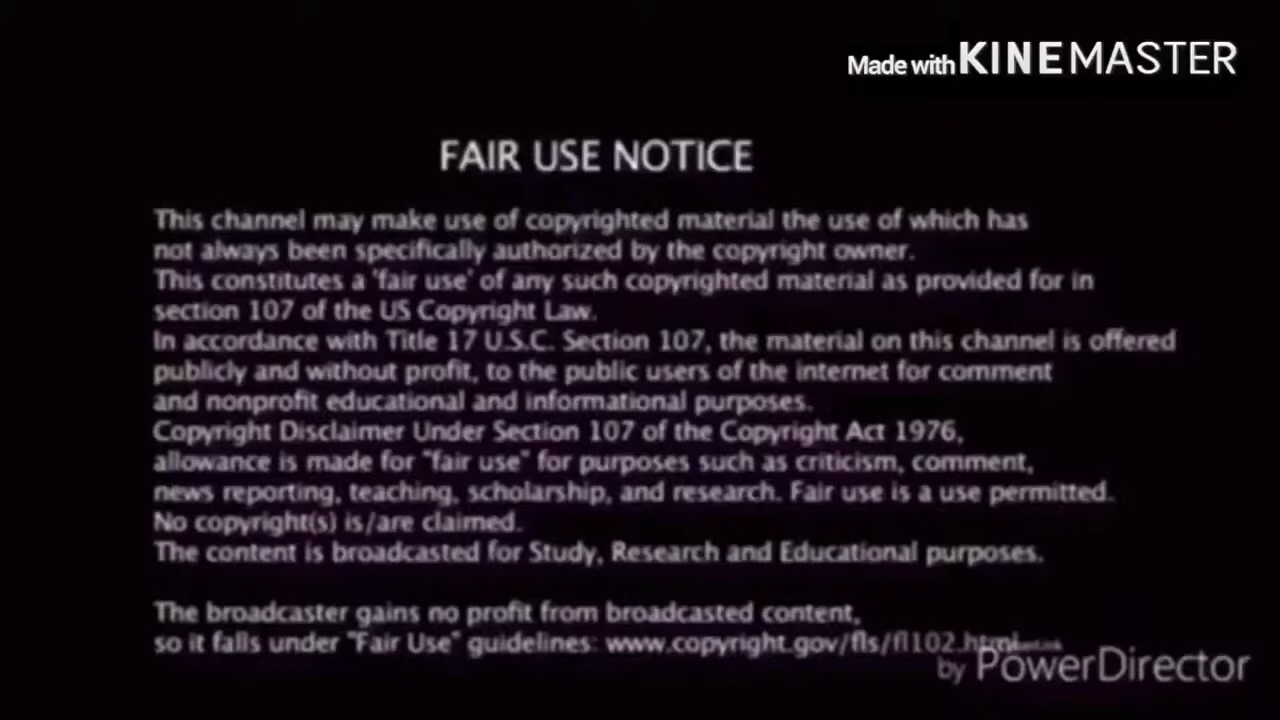 Made with KINEMASTER
FAIR USE NOTICE
This channel may make use of copyrighted material the use of which has
not always been specifically authorized by the copyright owner.
This constitutes a 'fair use' of any such copyrighted material as provided for in
section 107 of the US Copyright Law.
In accordance with Title 17 U.S.C. Section 107, the material on this channel is offered
publicly and without profit, to the public users of the internet for comment
and nonprofit educational and informational purposes.
Copyright Disclaimer Under Section 107 of the Copyright Act 1976,
allowance is made for "fair use" for purposes such as criticism, comment,
news reporting, teaching, scholarship, and research. Fair use is a use permitted.
No copyright(s) is/are claimed.
The content is broadcasted for Study, Research and Educational purposes.
The broadcaster gains no profit from broadcasted content,
so it falls under "Fair Use" guidelines: www.copyright.gov/fls/fl102.html
by PowerDirector